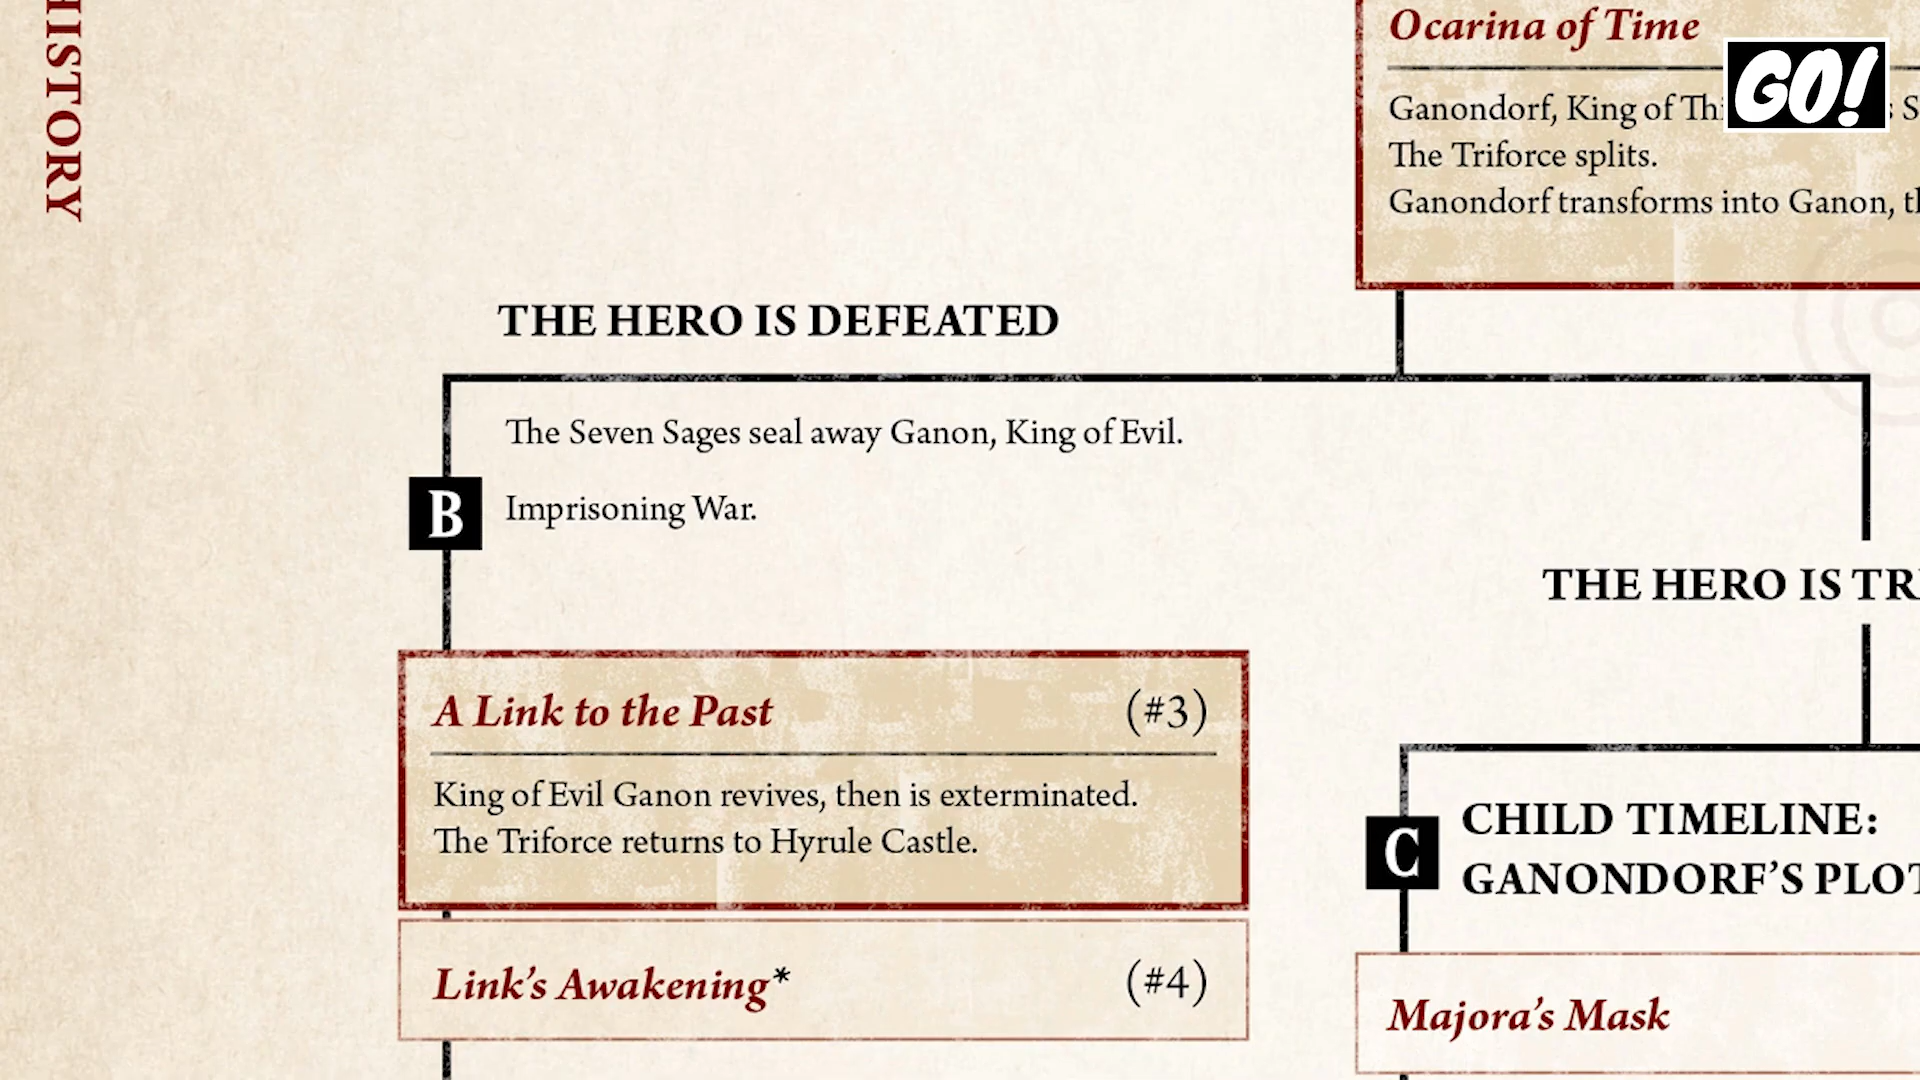 HISTORY
Ocarina of Time
GO!
Ganondorf, King of
The Triforce splits.
Ganondorf transforms into Ganon,
THE HERO IS DEFEATED
The Seven Sages seal away Ganon, King of Evil.
B
Imprisoning War.
THE HERO IS
A Link to the Past (#3)
King of Evil Ganon revives, then is exterminated.
The Triforce returns to Hyrule Castle.
C
CHILD TIMELINE:
GANONDORF'S
Link's Awakening* (#4)
Majora's Mask